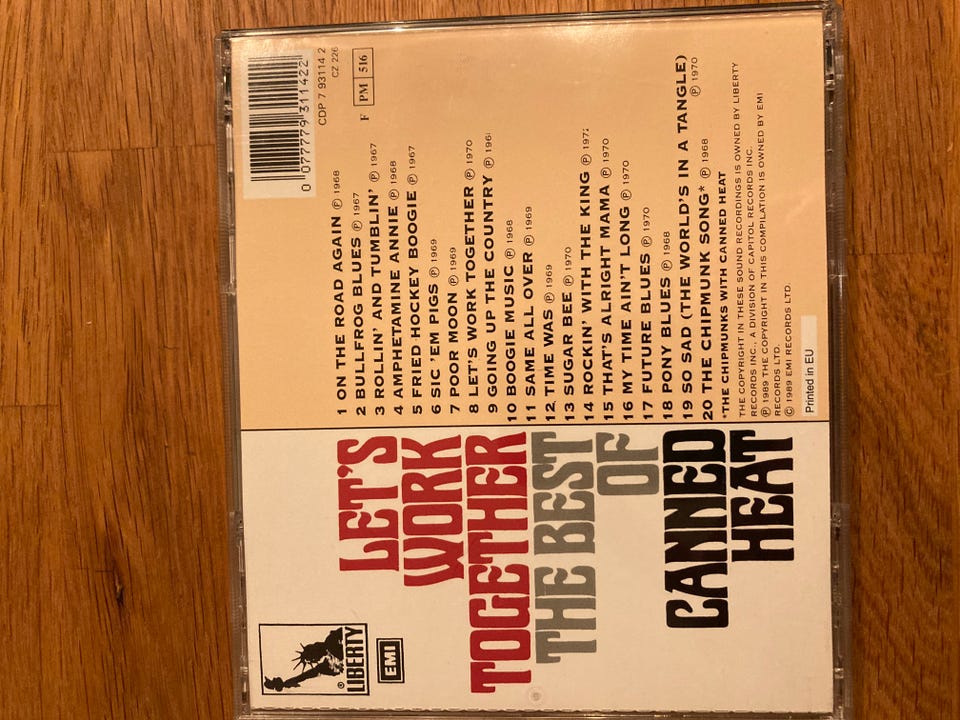 ® LIBERTY
EMI
LET'S
WORK
TOGETHER
THE BEST
OF
CANNED
HEAT
0 077779 311422
CDP 7 93114 2
CZ 226
F PM 516
1 ON THE ROAD AGAIN ℗ 1968
2 BULLFROG BLUES ℗ 1967
3 ROLLIN' AND TUMBLIN' ℗ 1967
4 AMPHETAMINE ANNIE ℗ 1968
5 FRIED HOCKEY BOOGIE ℗ 1967
6 SIC 'EM PIGS ℗ 1969
7 POOR MOON ℗ 1969
8 LET'S WORK TOGETHER ℗ 1970
9 GOING UP THE COUNTRY ℗ 196
10 BOOGIE MUSIC ℗ 1968
11 SAME ALL OVER ℗ 1969
12 TIME WAS ℗ 1969
13 SUGAR BEE ℗ 1970
14 ROCKIN' WITH THE KING ℗ 197
15 THAT'S ALRIGHT MAMA ℗ 1970
16 MY TIME AIN'T LONG ℗ 1970
17 FUTURE BLUES ℗ 1970
18 PONY BLUES ℗ 1968
19 SO SAD (THE WORLD'S IN A TANGLE) ℗ 1970
20 THE CHIPMUNK SONG* ℗ 1968
*THE CHIPMUNKS WITH CANNED HEAT
THE COPYRIGHT IN THESE SOUND RECORDINGS IS OWNED BY LIBERTY
RECORDS INC., A DIVISION OF CAPITOL RECORDS INC.
℗ 1989 THE COPYRIGHT IN THIS COMPILATION IS OWNED BY EMI
RECORDS LTD.
© 1989 EMI RECORDS LTD.
Printed in EU